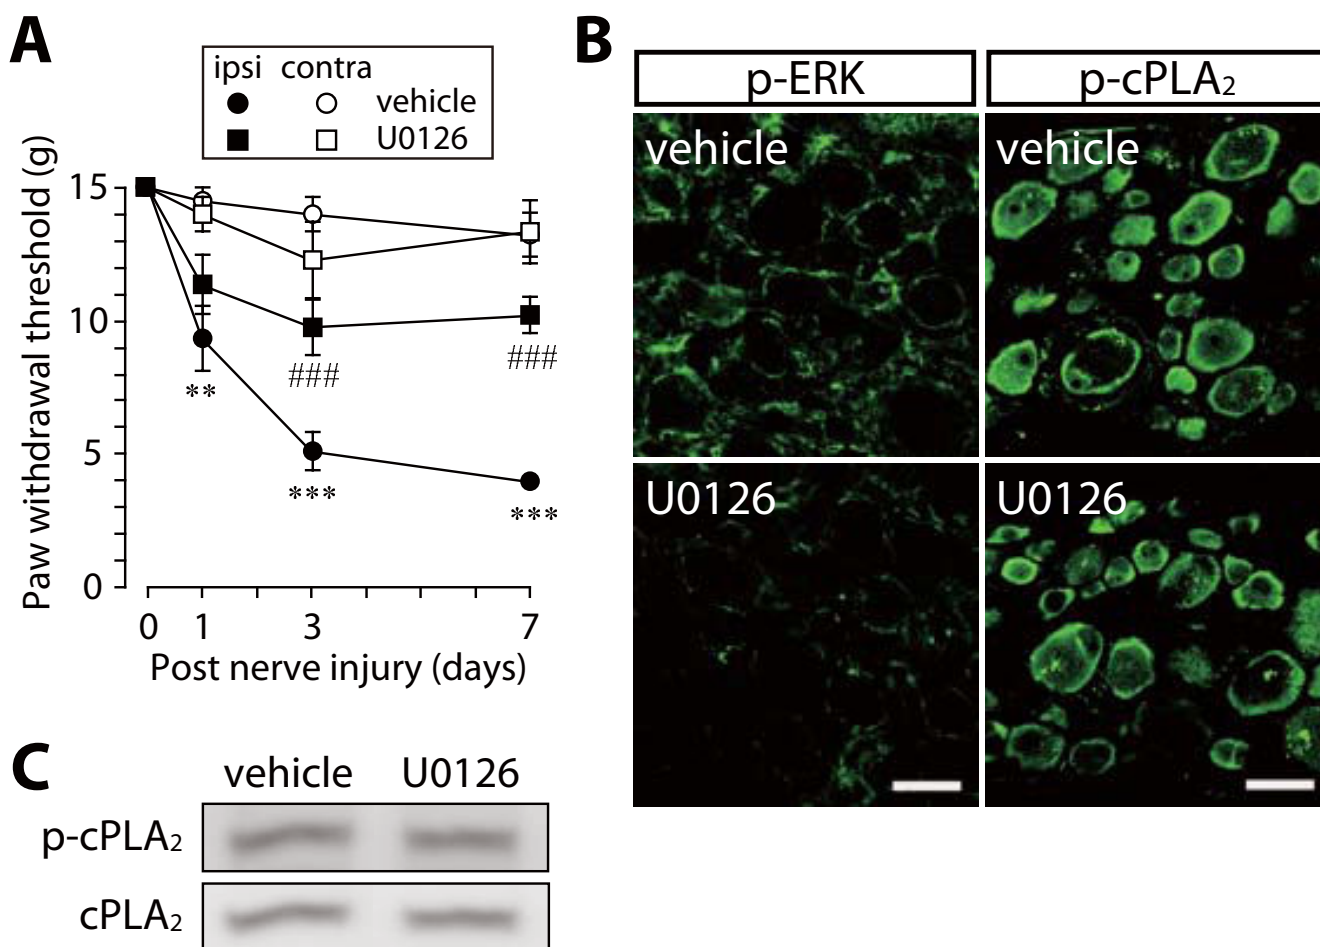 A
ipsi contra
vehicle
U0126
Paw withdrawal threshold (g)
15
10
5
0
**
###
***
###
***
0 1 3 7
Post nerve injury (days)
B
p-ERK
p-cPLA₂
vehicle
vehicle
U0126
U0126
C
vehicle U0126
p-cPLA₂
cPLA₂